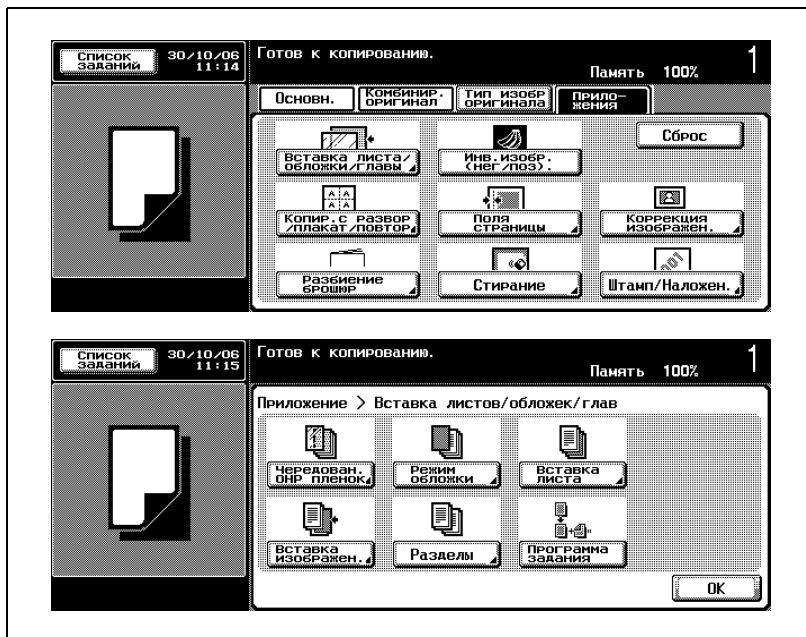 Список заданий
30/10/06
11:14
Готов к копированию.
Память 100%
1
Основн.
Комбинир. оригинал
Тип изобр оригинала
Прило-
жения
Вставка листа/
обложки/главы
Инв.изобр.
(нег/поз).
Сброс
Копир.с развор
/плакат/повтор
Поля
страницы
Коррекция
изображен.
Разбиение
брошюр
Стирание
Штамп/Наложен.
Список заданий
30/10/06
11:15
Готов к копированию.
Память 100%
1
Приложение > Вставка листов/обложек/глав
Чередован.
OHP пленок
Режим
обложки
Вставка
листа
Вставка
изображен.
Разделы
Программа
задания
OK